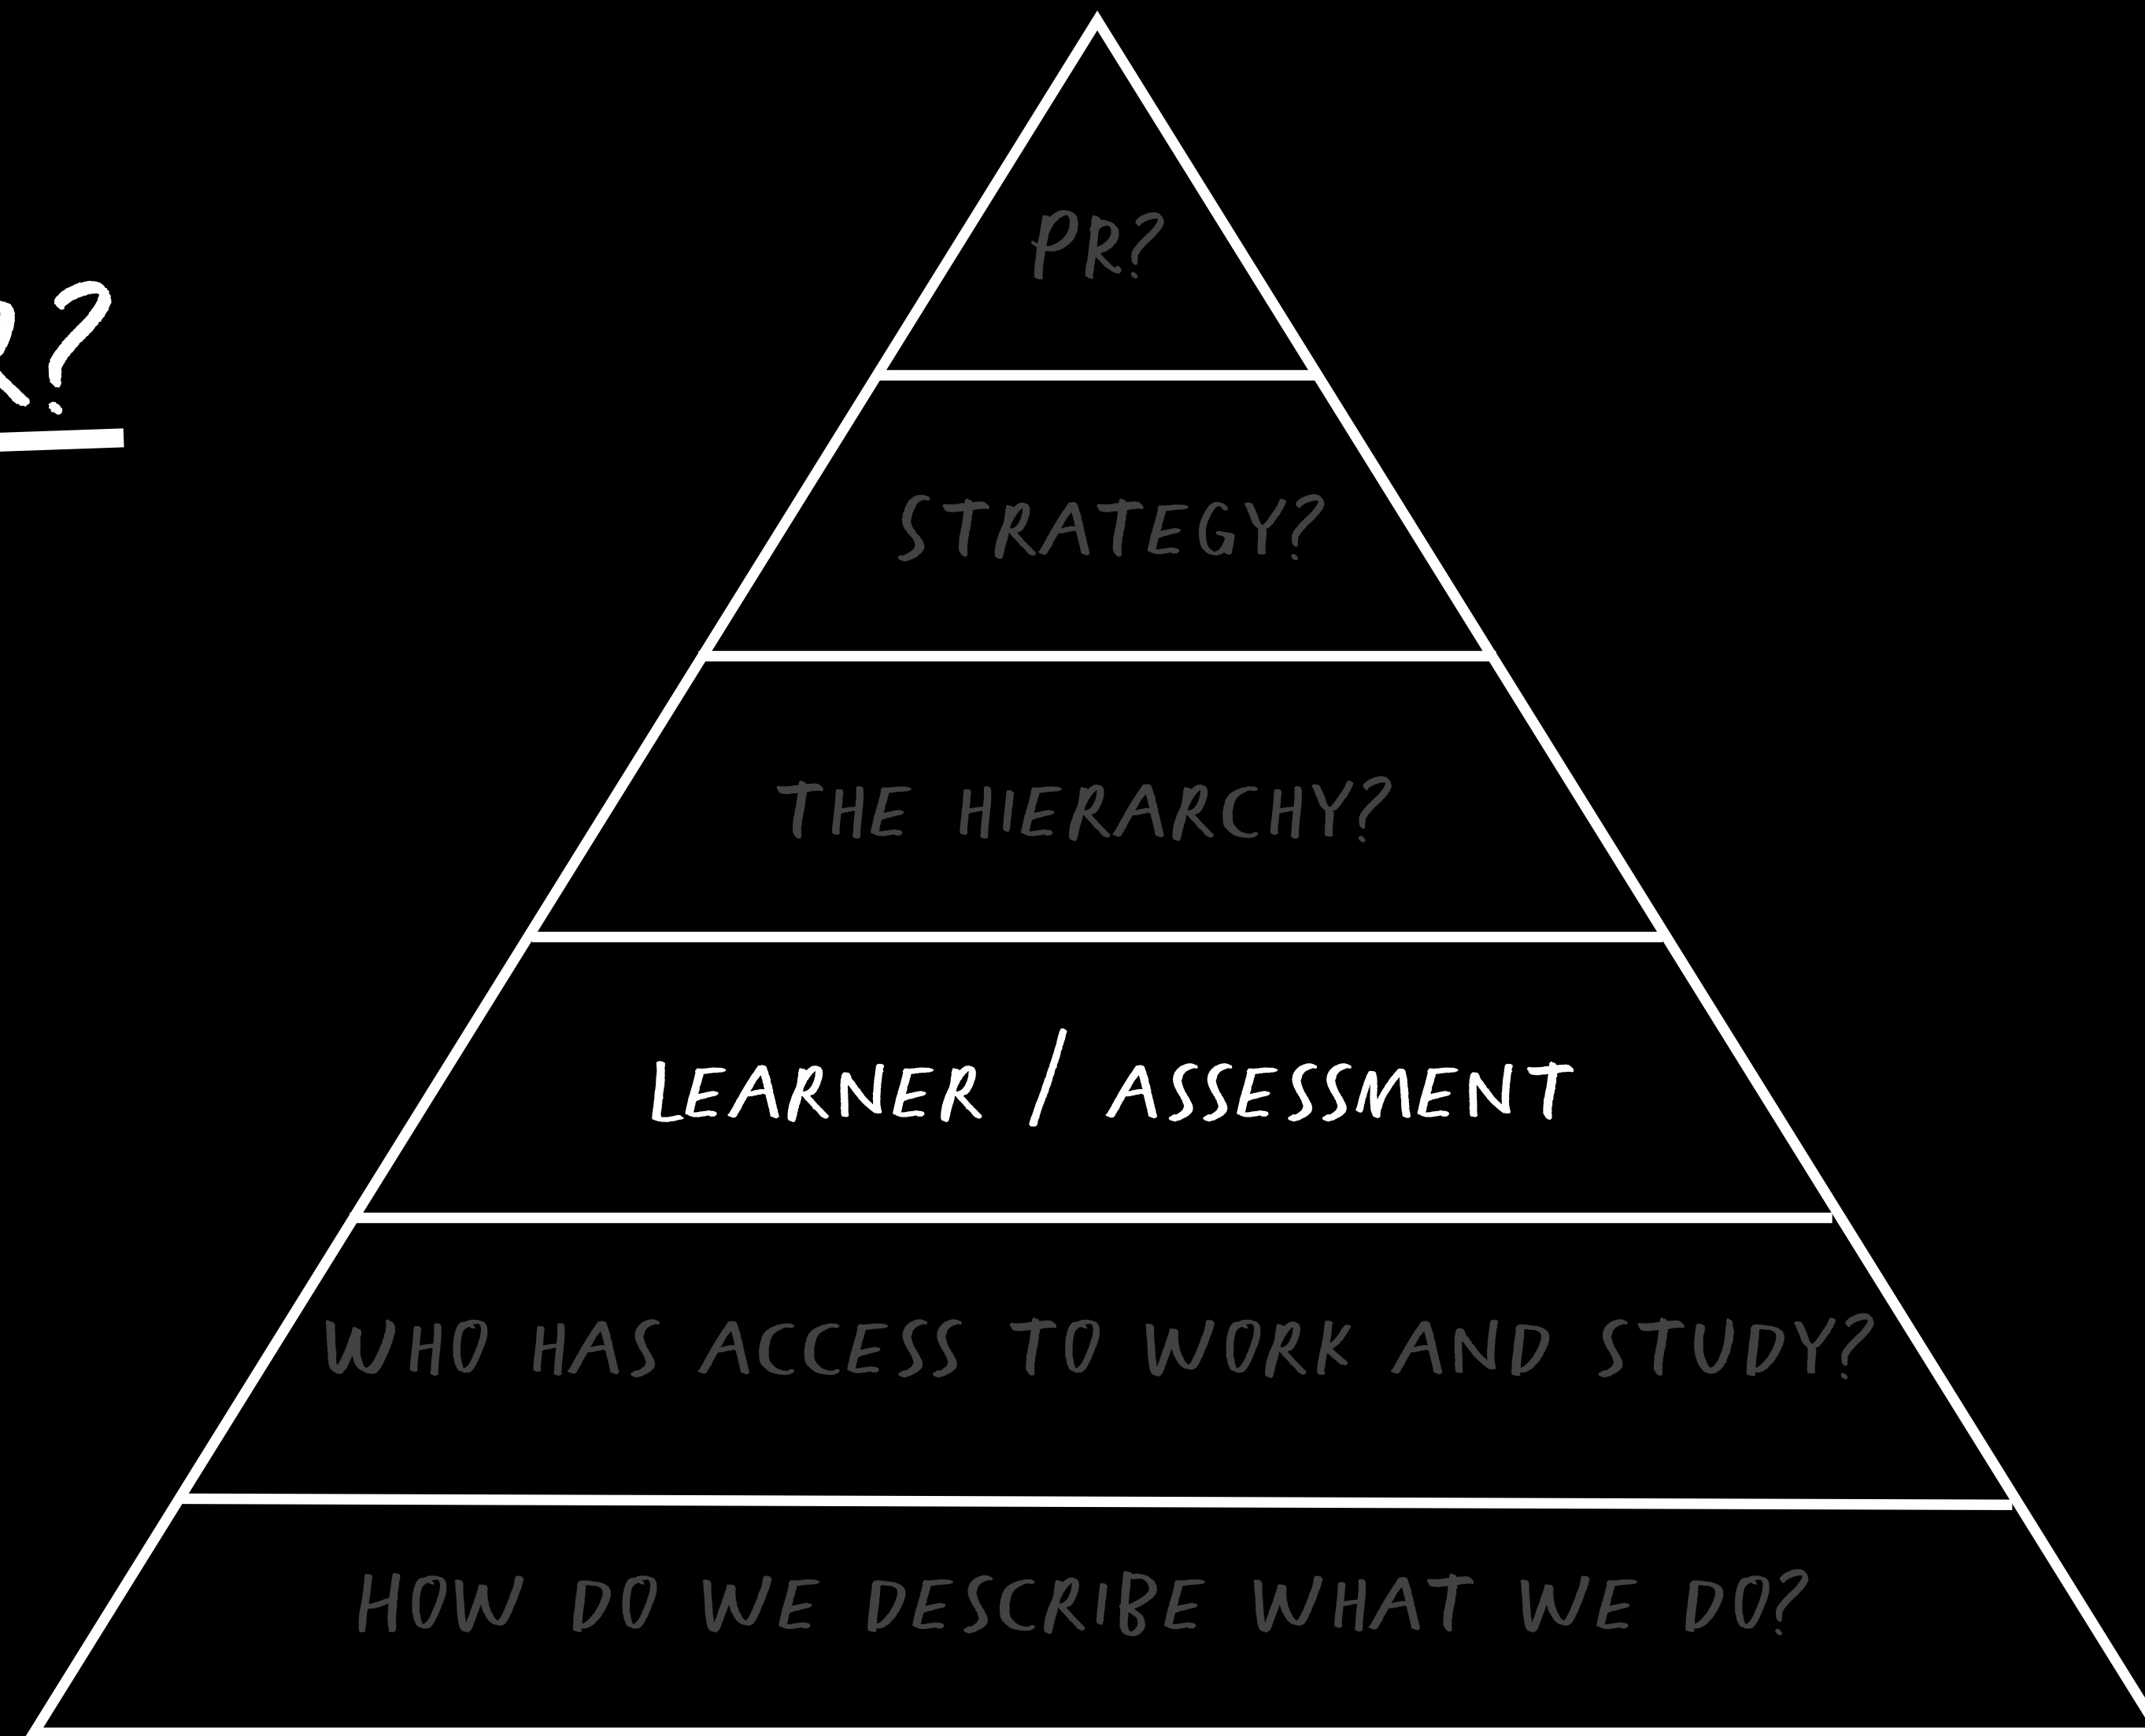 PR?
R?
STRATEGY?
THE HIERARCHY?
LEARNER / ASSESSMENT
WHO HAS ACCESS TO WORK AND STUDY?
HOW DO WE DESCRIBE WHAT WE DO?